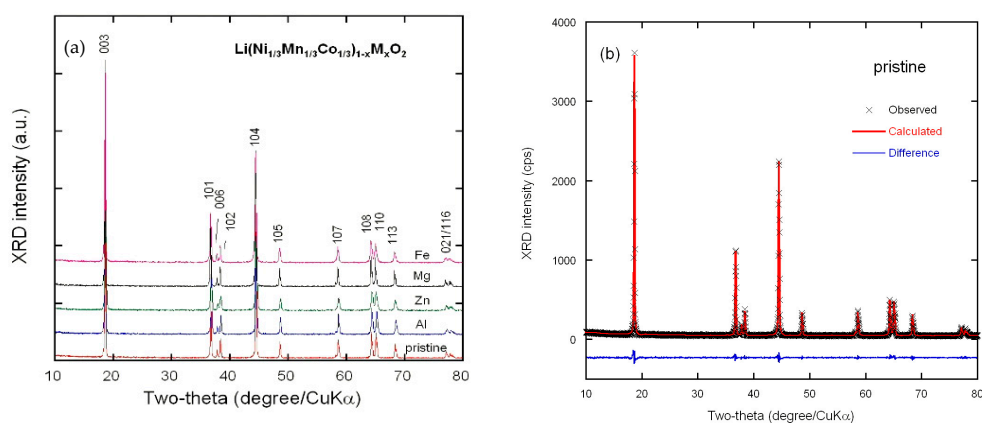 (a)
Li(Ni1/3Mn1/3Co1/3)1-xMxO2
003
104
101
006
102
105
107
108
110
113
021/116
Fe
Mg
Zn
Al
pristine
XRD intensity (a.u.)
10 20 30 40 50 60 70 80
Two-theta (degree/CuKα)
(b)
pristine
Observed
Calculated
Difference
4000
3000
2000
1000
0
XRD intensity (cps)
10 20 30 40 50 60 70 80
Two-theta (degree/CuKα)